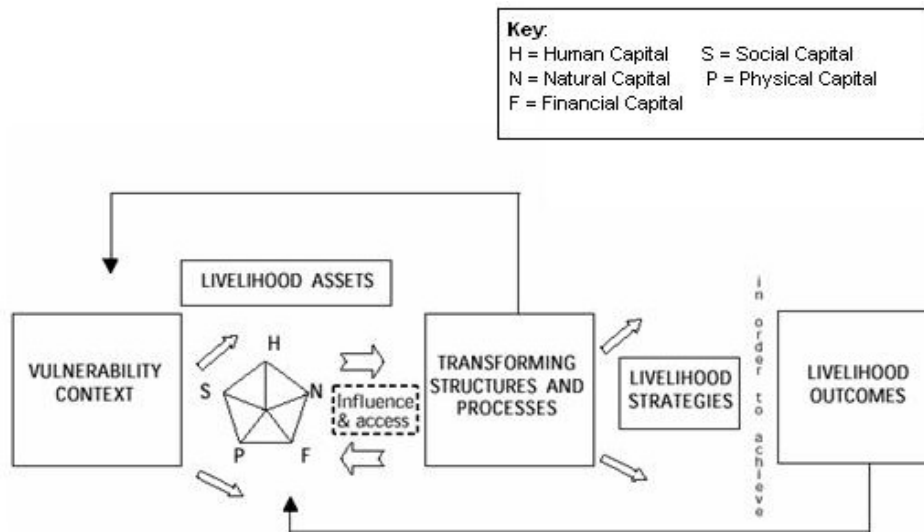 Key:
H = Human Capital S = Social Capital
N = Natural Capital P = Physical Capital
F = Financial Capital
LIVELIHOOD ASSETS
VULNERABILITY
CONTEXT
H
S
N
P
F
Influence
& access
TRANSFORMING
STRUCTURES AND
PROCESSES
LIVELIHOOD
STRATEGIES
in order to achieve
LIVELIHOOD
OUTCOMES